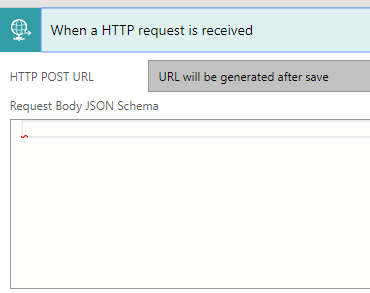 When a HTTP request is received
HTTP POST URL
URL will be generated after save
Request Body JSON Schema